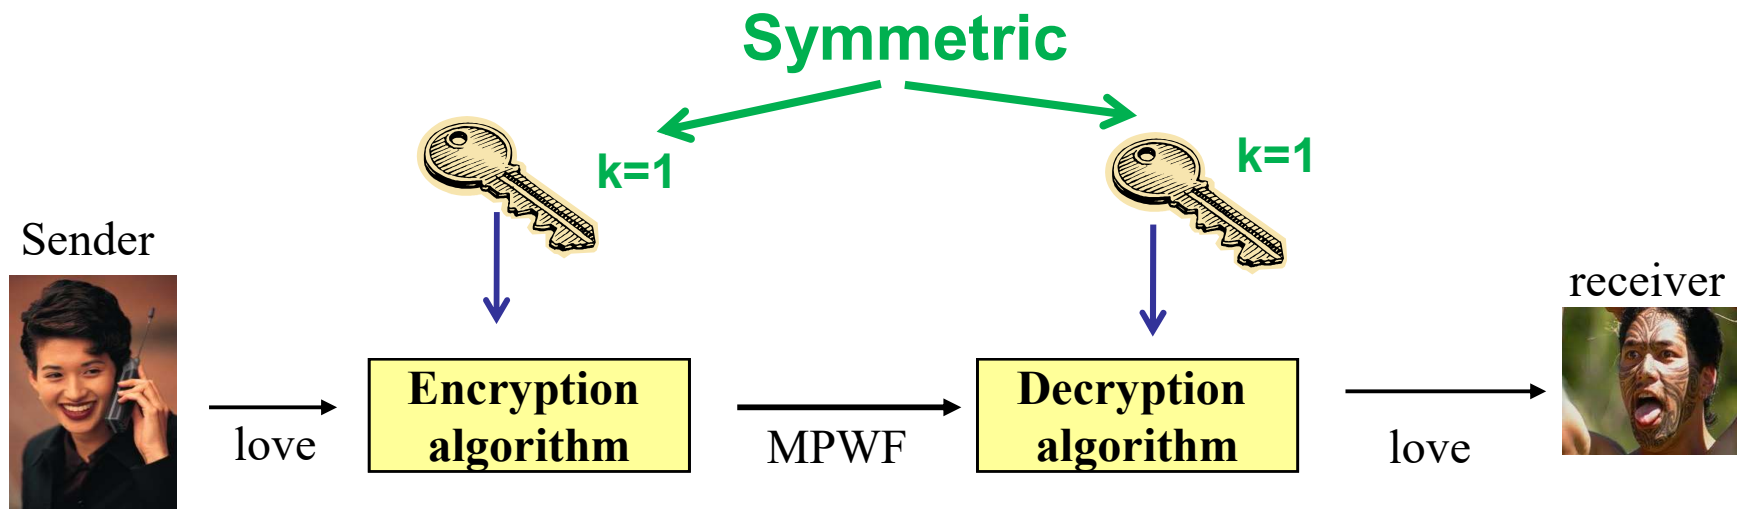 Symmetric
k=1
k=1
Sender
receiver
Encryption
algorithm
Decryption
algorithm
love
MPWF
love